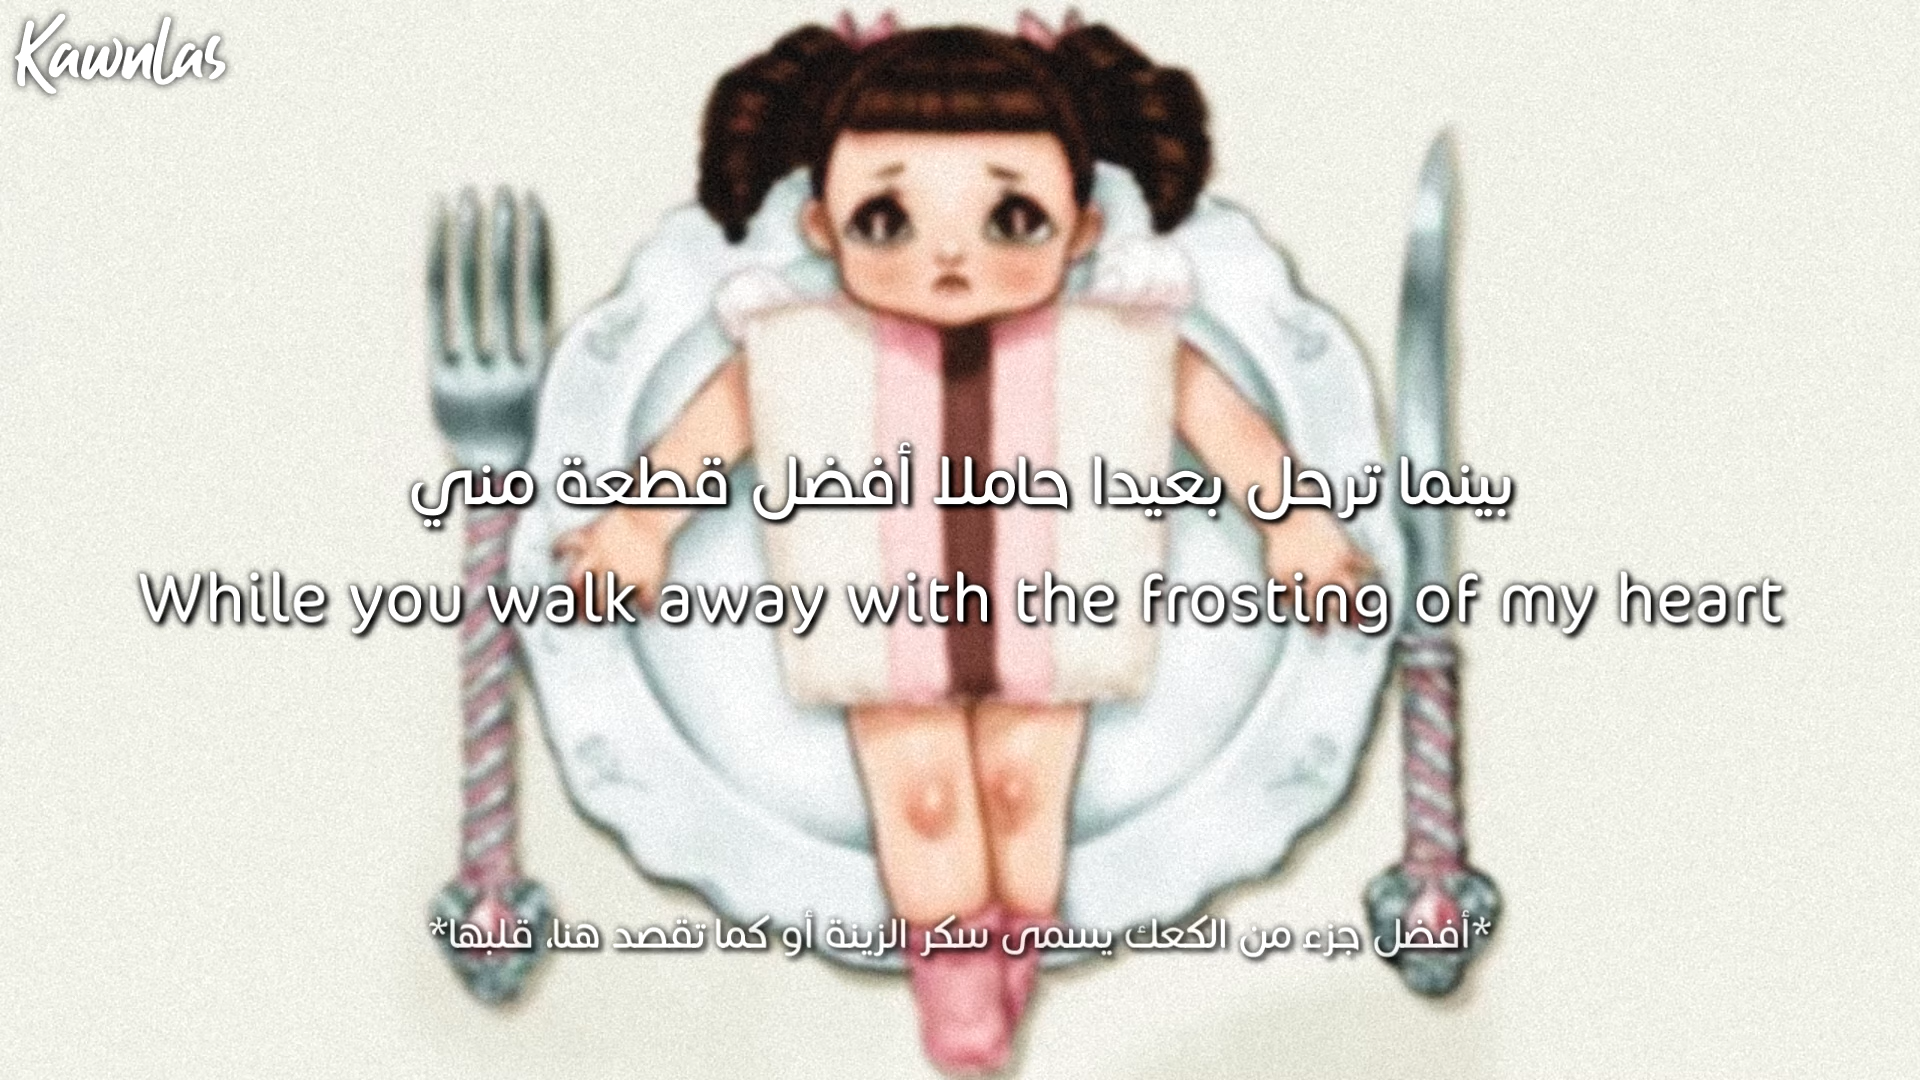 Kawnlas
بينما ترحل بعيدا حاملا أفضل قطعة مني
While you walk away with the frosting of my heart
*أفضل جزء من الكعك يسمى سكر الزينة أو كما تقصد هنا، قلبها*